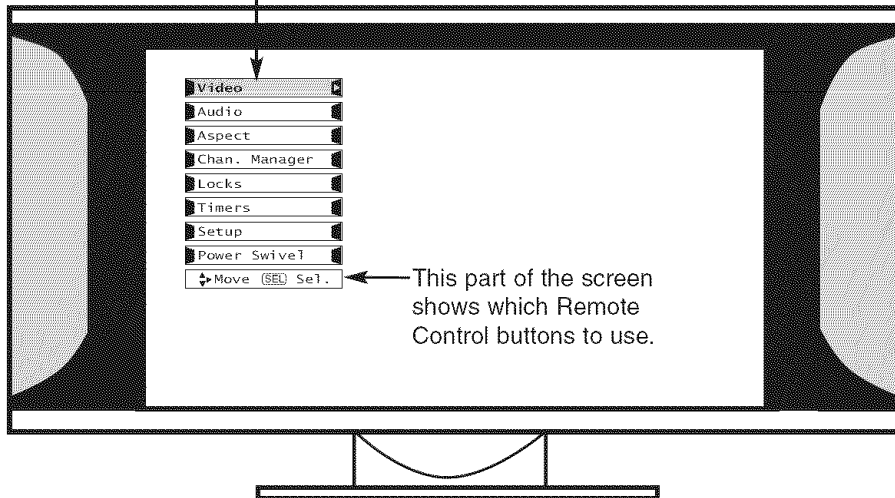 Video
Audio
Aspect
Chan. Manager
Locks
Timers
Setup
Power Swivel
Move SEL Sel.
This part of the screen
shows which Remote
Control buttons to use.